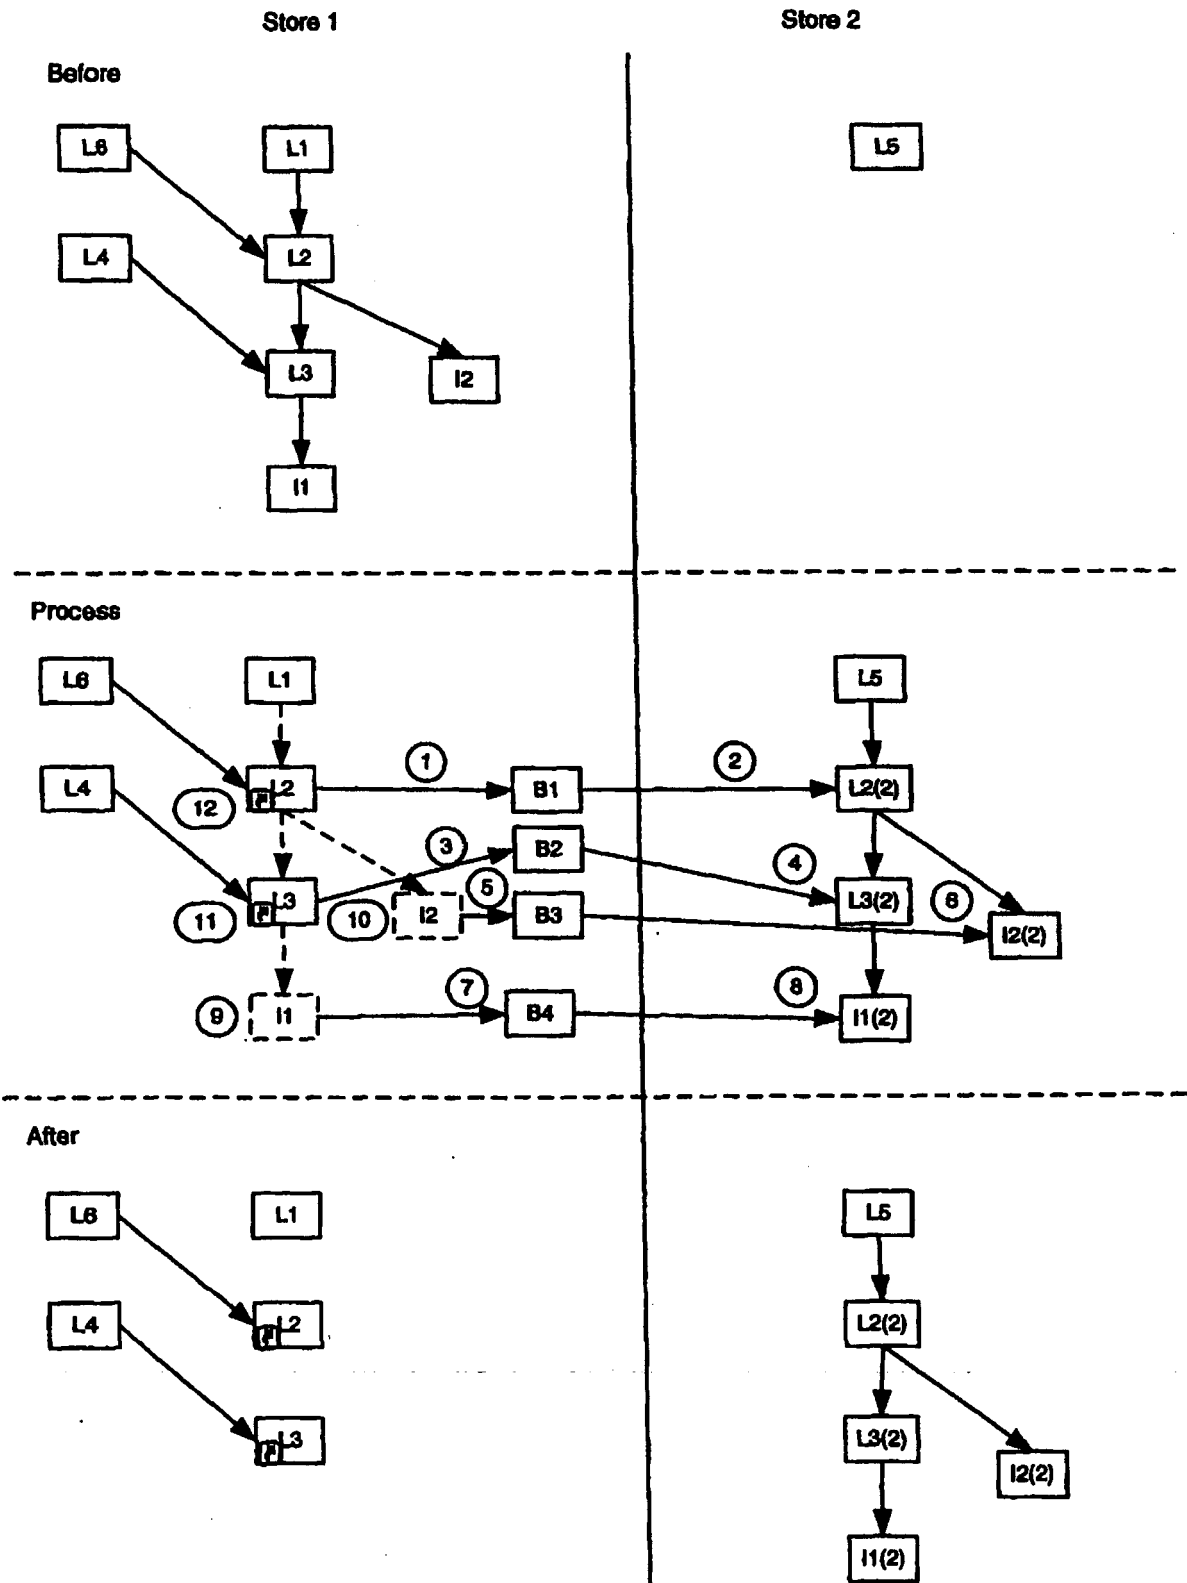 Store 1
Store 2
Before
L6
L1
L5
L4
L2
L3
I2
I1
Process
L6
L1
L5
L4
L2
1
B1
2
L2(2)
12
3
B2
4
L3
5
L3(2)
6
11
10
I2
B3
I2(2)
9
I1
7
B4
8
I1(2)
After
L6
L1
L5
L4
L2
L2(2)
L3
L3(2)
I2(2)
I1(2)